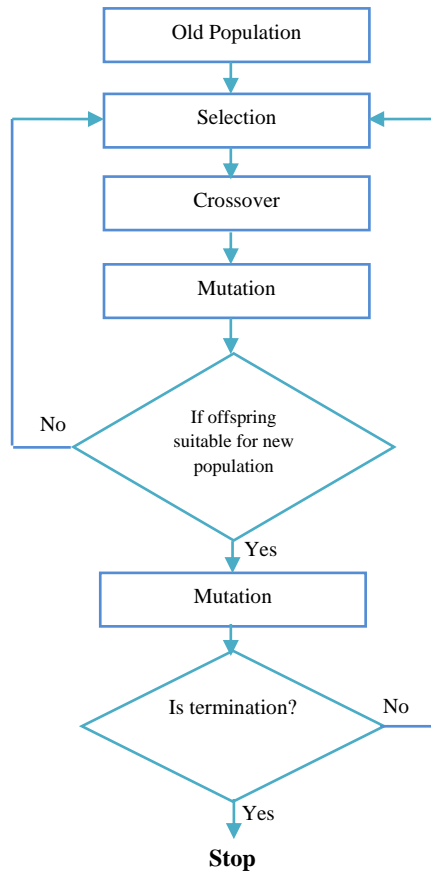 Old Population
Selection
Crossover
Mutation
No
If offspring
suitable for new
population
Yes
Mutation
Is termination?
No
Yes
Stop